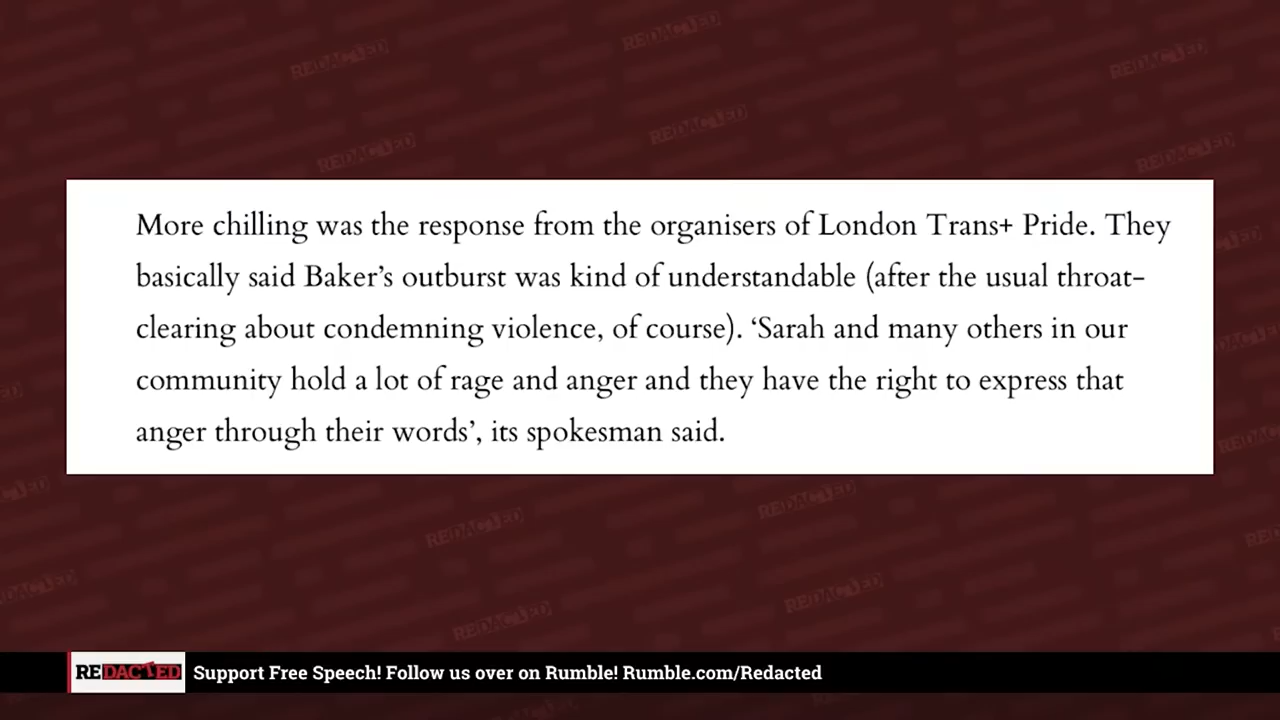 More chilling was the response from the organisers of London Trans+ Pride. They
basically said Baker’s outburst was kind of understandable (after the usual throat-
clearing about condemning violence, of course). ‘Sarah and many others in our
community hold a lot of rage and anger and they have the right to express that
anger through their words’, its spokesman said.
REDACTED Support Free Speech! Follow us over on Rumble! Rumble.com/Redacted